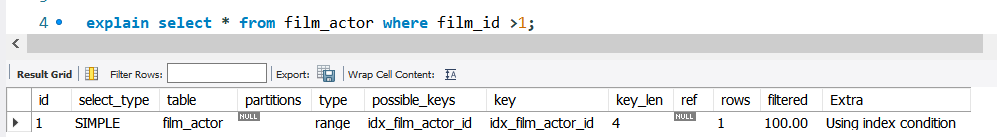 4 explain select * from film_actor where film_id >1;
Result Grid Filter Rows: Export: Wrap Cell Content: IA
id select_type table partitions type possible_keys key key_len ref rows filtered Extra
1 SIMPLE film_actor NULL range idx_film_actor_id idx_film_actor_id 4 NULL 1 100.00 Using index condition